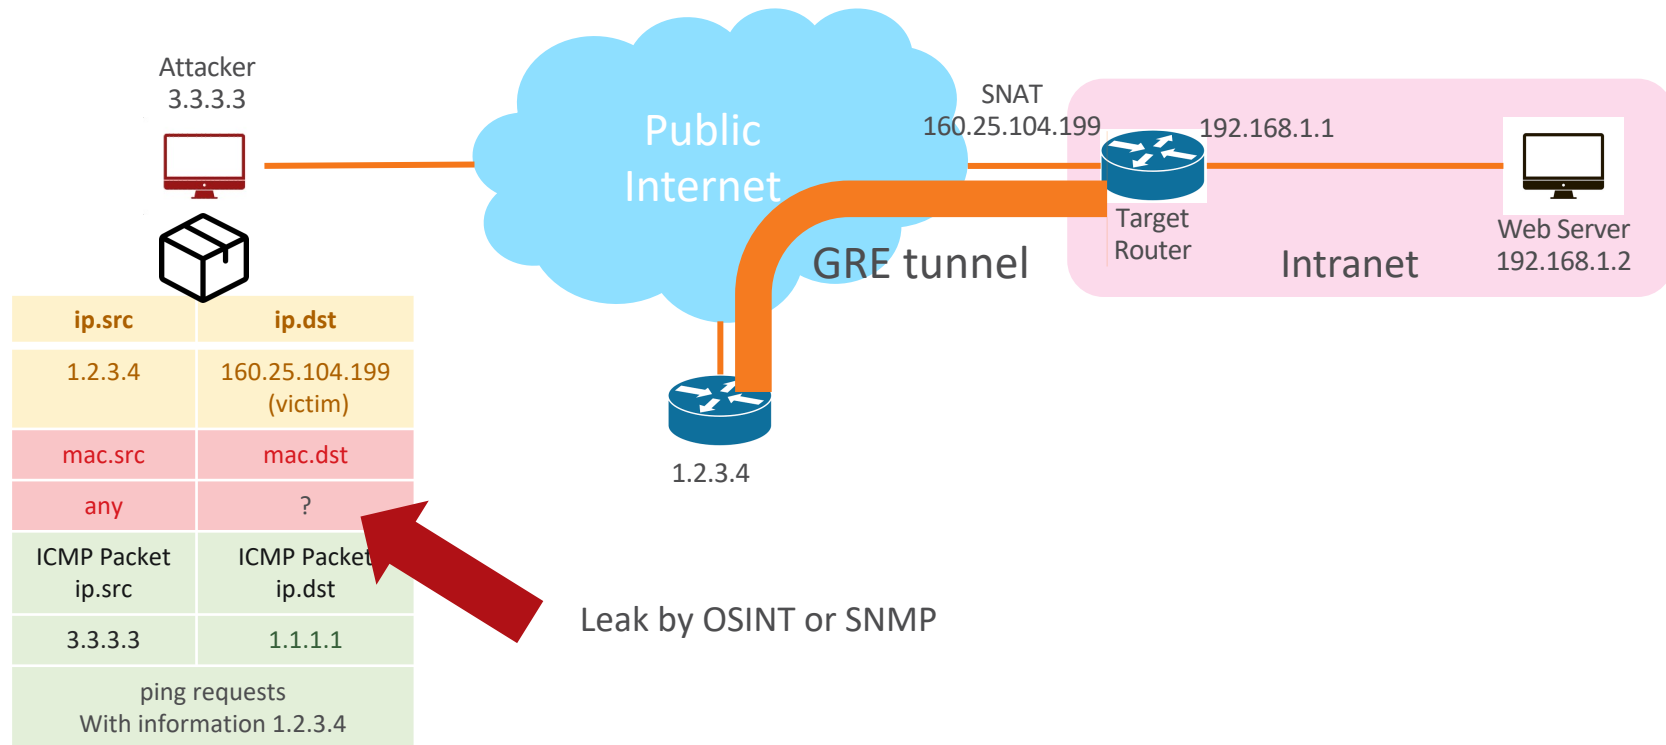 Attacker
3.3.3.3
Public
Internet
SNAT
160.25.104.199
192.168.1.1
Target
Router
Web Server
192.168.1.2
GRE tunnel
Intranet
1.2.3.4
ip.src ip.dst
1.2.3.4 160.25.104.199
(victim)
mac.src mac.dst
any ?
ICMP Packet ICMP Packet
ip.src ip.dst
3.3.3.3 1.1.1.1
ping requests
With information 1.2.3.4
Leak by OSINT or SNMP